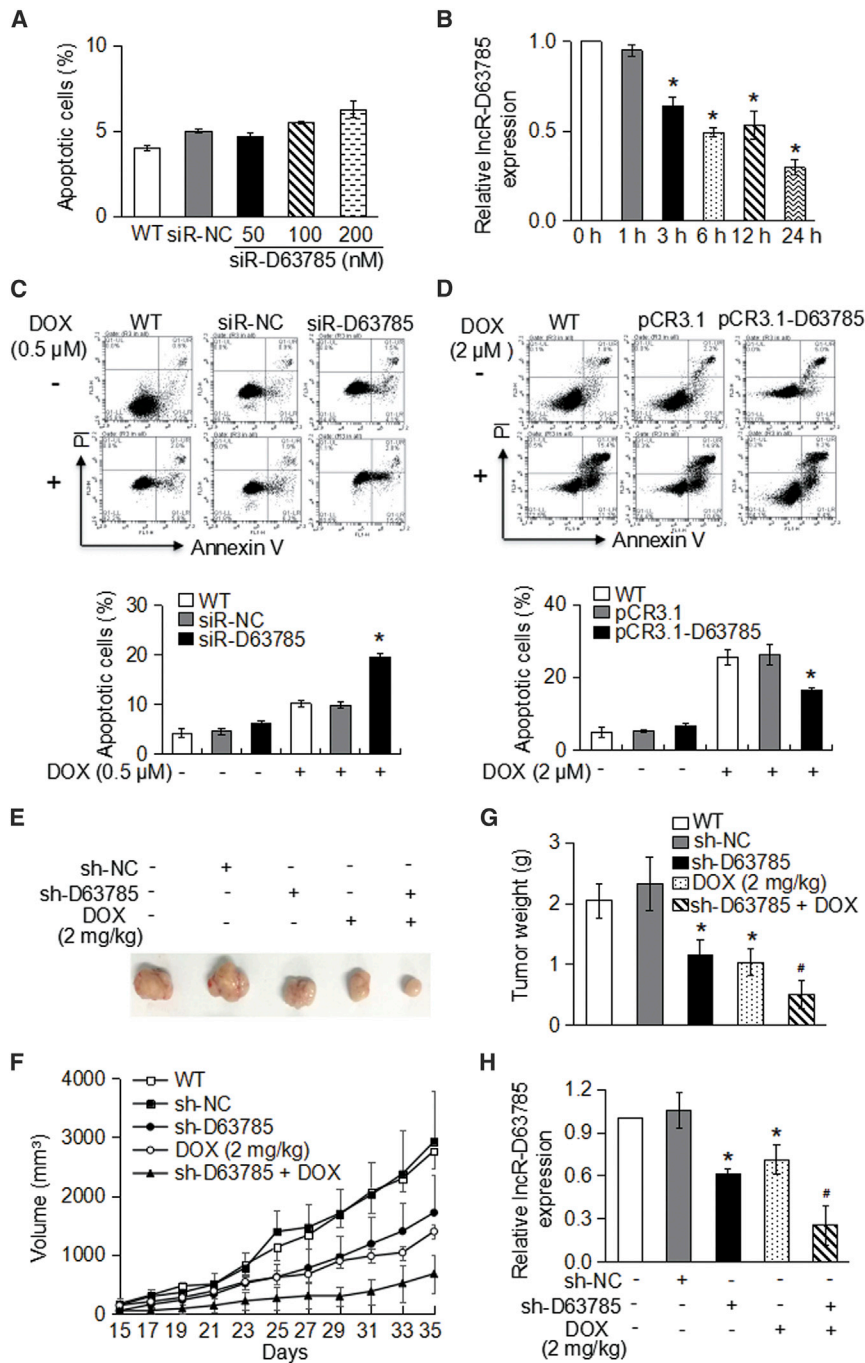 A
Apoptotic cells (%)
10
5
0
WT siR-NC 50 100 200
siR-D63785 (nM)
B
Relative lncR-D63785
expression
1.0
0.5
0.0
0 h 1 h 3 h 6 h 12 h 24 h
* * * *
C
DOX
(0.5 µM)
WT siR-NC siR-D63785
-
+
PI
Annexin V
Apoptotic cells (%)
30
20
10
0
WT
siR-NC
siR-D63785
*
DOX (0.5 µM) - - - + + +
D
DOX
(2 µM )
WT pCR3.1 pCR3.1-D63785
-
+
PI
Annexin V
Apoptotic cells (%)
40
20
0
WT
pCR3.1
pCR3.1-D63785
*
DOX (2 µM) - - - + + +
E
sh-NC - + - - -
sh-D63785 - - + - +
DOX - - - + +
(2 mg/kg)
F
Volume (mm³)
4000
3000
2000
1000
0
WT
sh-NC
sh-D63785
DOX (2 mg/kg)
sh-D63785 + DOX
15 17 19 21 23 25 27 29 31 33 35
Days
G
Tumor weight (g)
3
2
1
0
WT
sh-NC
sh-D63785
DOX (2 mg/kg)
sh-D63785 + DOX
* * #
H
Relative lncR-D63785
expression
1.2
0.9
0.6
0.3
0.0
* * #
sh-NC - + - - -
sh-D63785 - - + - +
DOX - - - + +
(2 mg/kg)